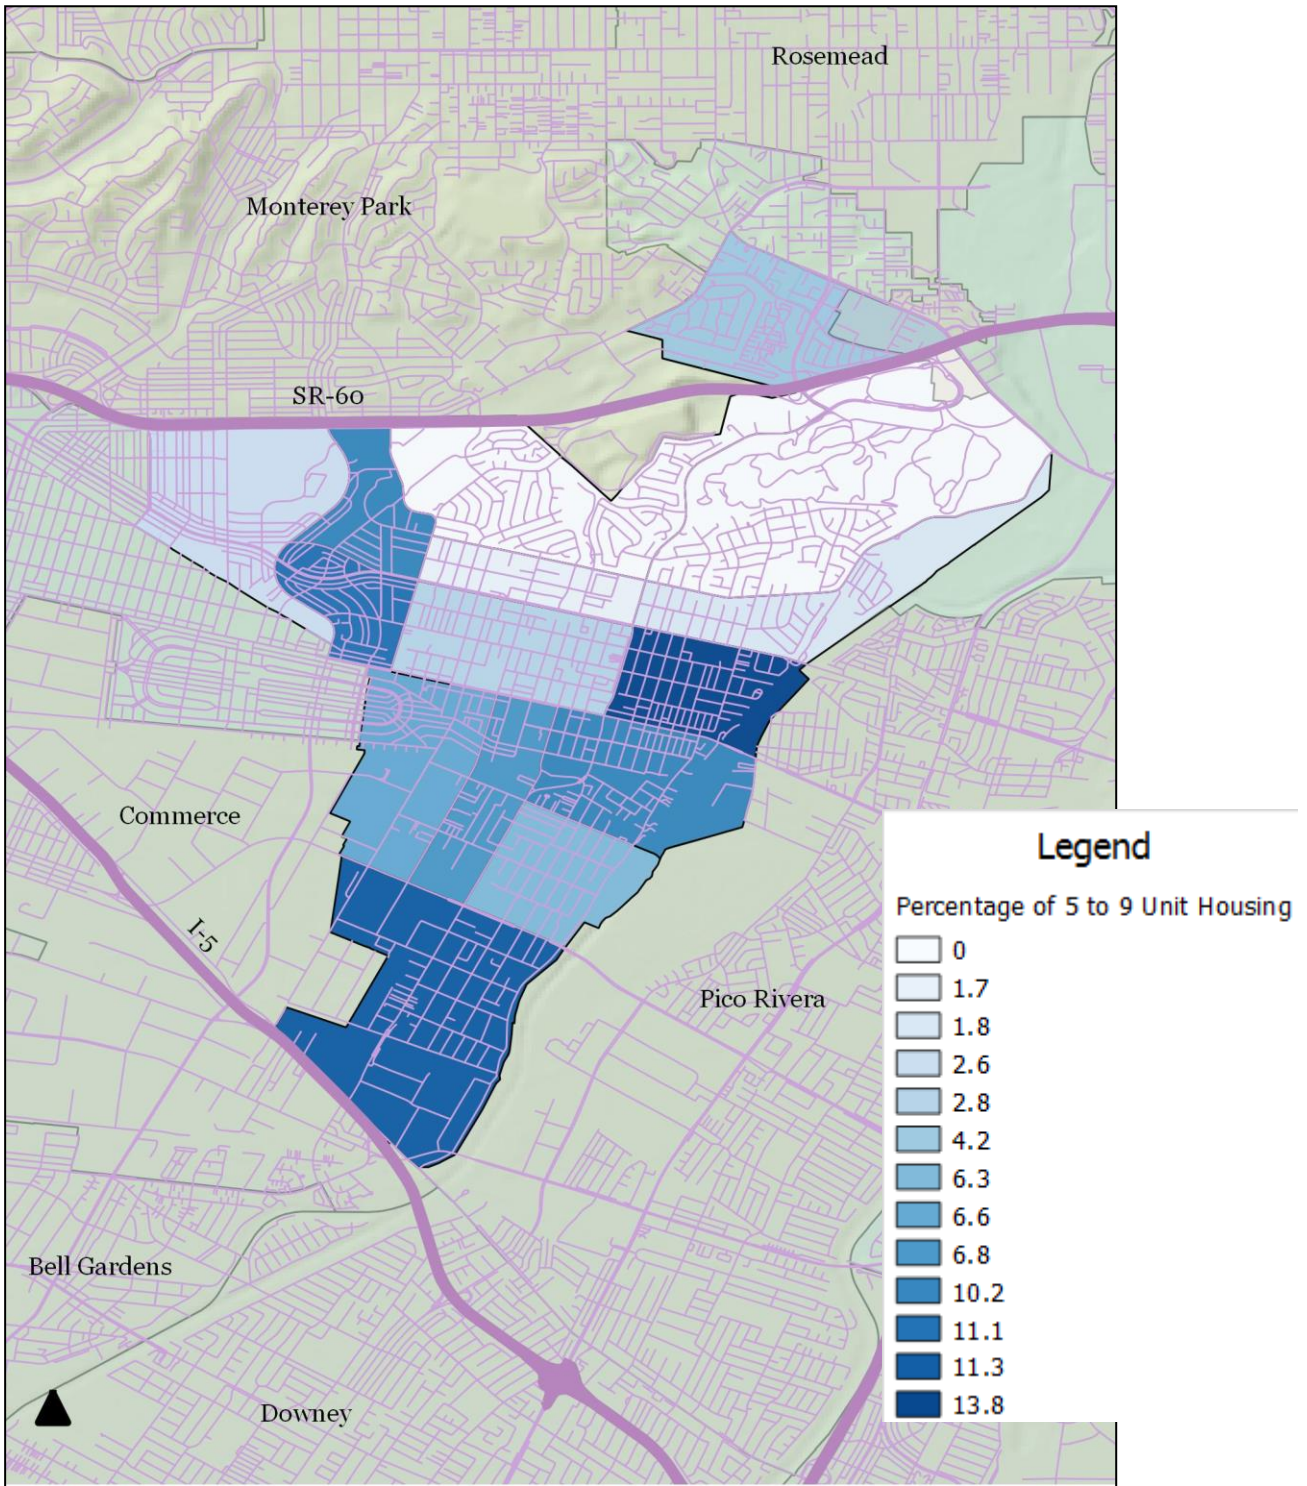 Rosemead
Monterey Park
SR-60
Commerce
I-5
Pico Rivera
Bell Gardens
Downey
Legend
Percentage of 5 to 9 Unit Housing
0
1.7
1.8
2.6
2.8
4.2
6.3
6.6
6.8
10.2
11.1
11.3
13.8